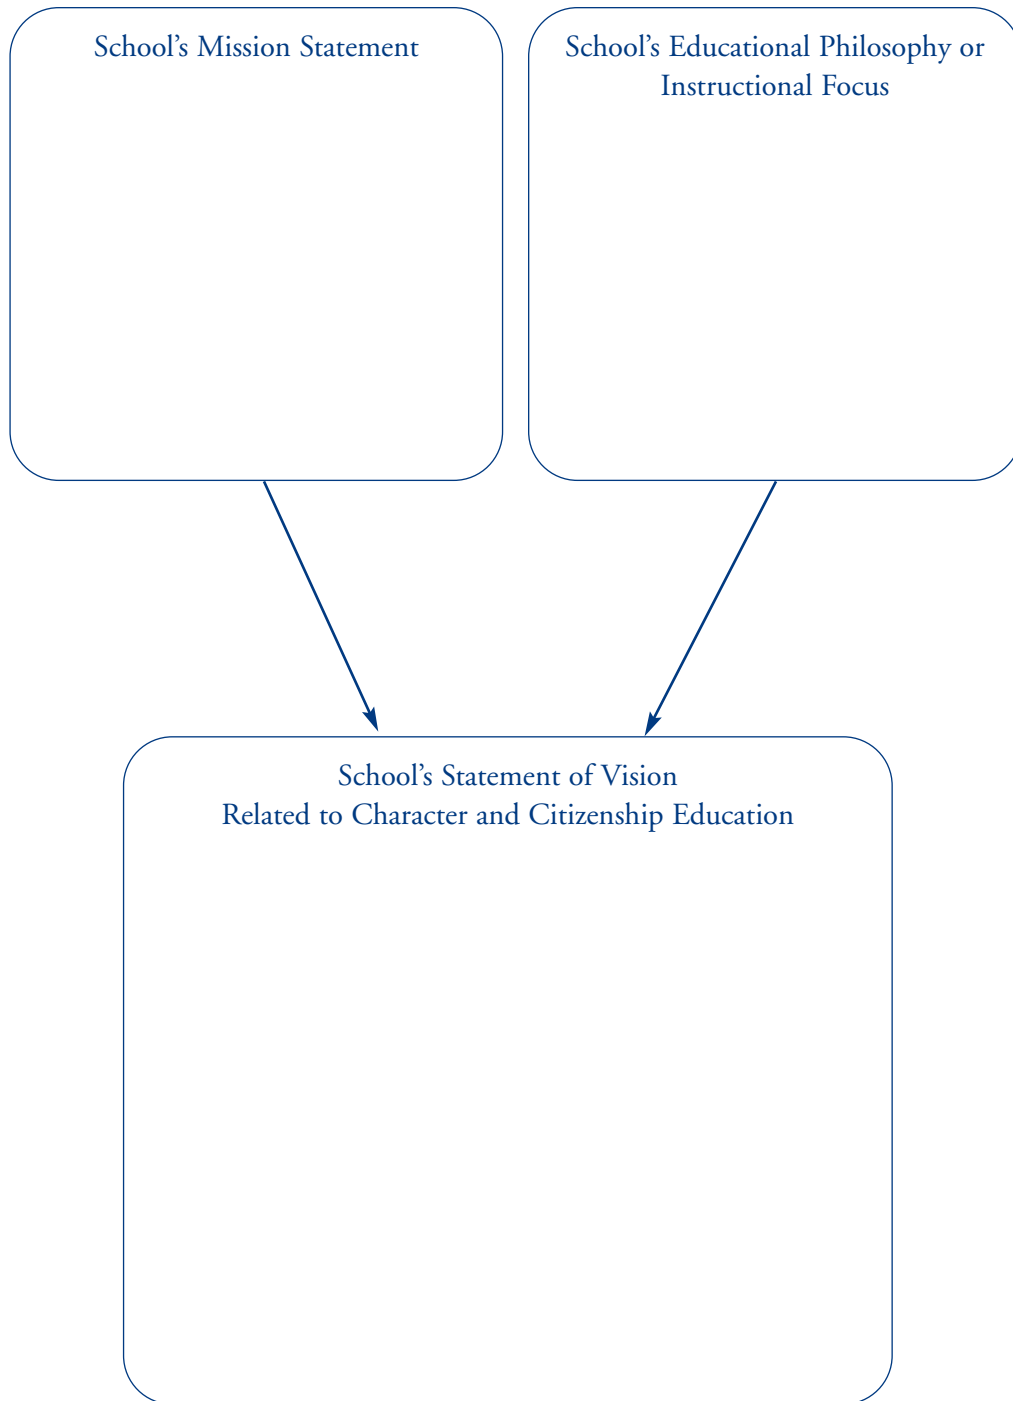 School’s Mission Statement
School’s Educational Philosophy or
Instructional Focus
School’s Statement of Vision
Related to Character and Citizenship Education